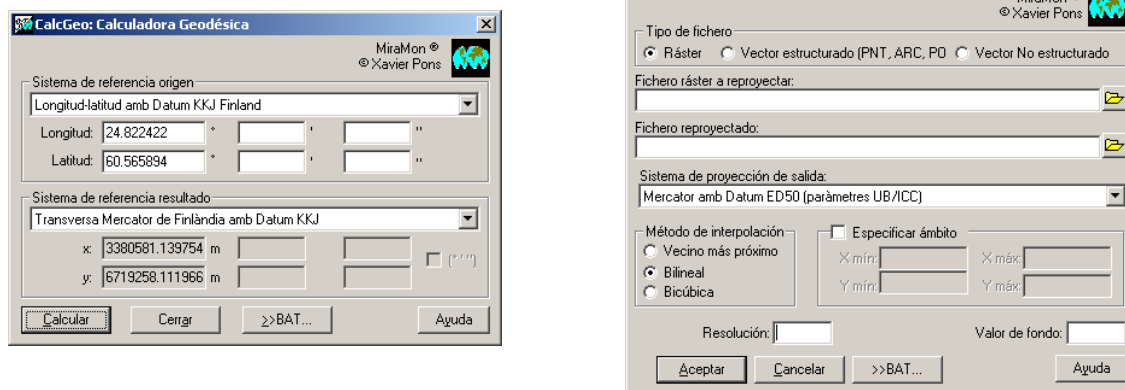 CalcGeo: Calculadora Geodésica
MiraMon ®
© Xavier Pons
Sistema de referencia origen
Longitud-latitud amb Datum KKJ Finland
Longitud: 24.822422 ° ' "
Latitud: 60.565894 ° ' "
Sistema de referencia resultado
Transversa Mercator de Finlàndia amb Datum KKJ
x: 3380581.139754 m
y: 6719258.111966 m
(° ' ")
Calcular Cerrar >>BAT... Ayuda
MiraMon ®
© Xavier Pons
Tipo de fichero
Ráster Vector estructurado (PNT, ARC, PO Vector No estructurado
Fichero ráster a reproyectar:
Fichero reproyectado:
Sistema de proyección de salida:
Mercator amb Datum ED50 (paràmetres UB/ICC)
Método de interpolación
Vecino más próximo
Bilineal
Bicúbica
Especificar ámbito
X mín: X máx:
Y mín: Y máx:
Resolución: Valor de fondo:
Aceptar Cancelar >>BAT... Ayuda